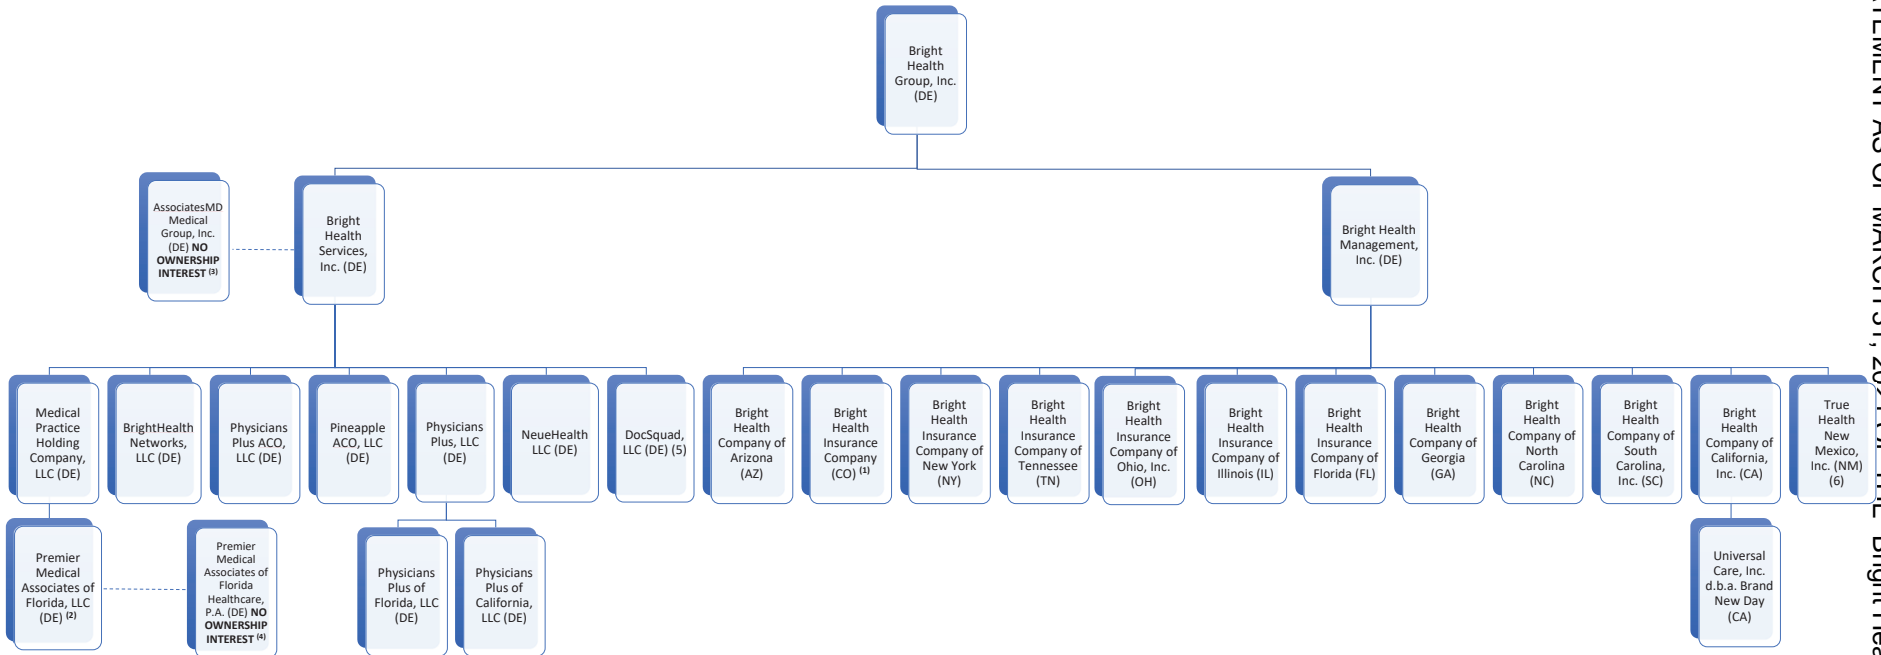 Bright
Health
Group, Inc.
(DE)
AssociatesMD
Medical
Group, Inc.
(DE) NO
OWNERSHIP
INTEREST (3)
Bright
Health
Services,
Inc. (DE)
Bright Health
Management,
Inc. (DE)
Medical
Practice
Holding
Company,
LLC (DE)
BrightHealth
Networks,
LLC (DE)
Physicians
Plus ACO,
LLC (DE)
Pineapple
ACO, LLC
(DE)
Physicians
Plus, LLC
(DE)
NeueHealth
LLC (DE)
DocSquad,
LLC (DE) (5)
Bright
Health
Company of
Arizona
(AZ)
Bright
Health
Insurance
Company
(CO) (1)
Bright
Health
Insurance
Company of
New York
(NY)
Bright
Health
Insurance
Company of
Tennessee
(TN)
Bright
Health
Insurance
Company of
Ohio, Inc.
(OH)
Bright
Health
Insurance
Company of
Illinois (IL)
Bright
Health
Insurance
Company of
Florida (FL)
Bright
Health
Company of
Georgia
(GA)
Bright
Health
Company of
North
Carolina
(NC)
Bright
Health
Company of
South
Carolina,
Inc. (SC)
Bright
Health
Company of
California,
Inc. (CA)
True
Health
New
Mexico,
Inc. (NM)
(6)
Premier
Medical
Associates of
Florida, LLC
(DE) (2)
Premier
Medical
Associates of
Florida
Healthcare,
P.A. (DE) NO
OWNERSHIP
INTEREST (4)
Physicians
Plus of
Florida, LLC
(DE)
Physicians
Plus of
California,
LLC (DE)
Universal
Care, Inc.
d.b.a. Brand
New Day
(CA)
AS OF MARCH 31, THE Bright